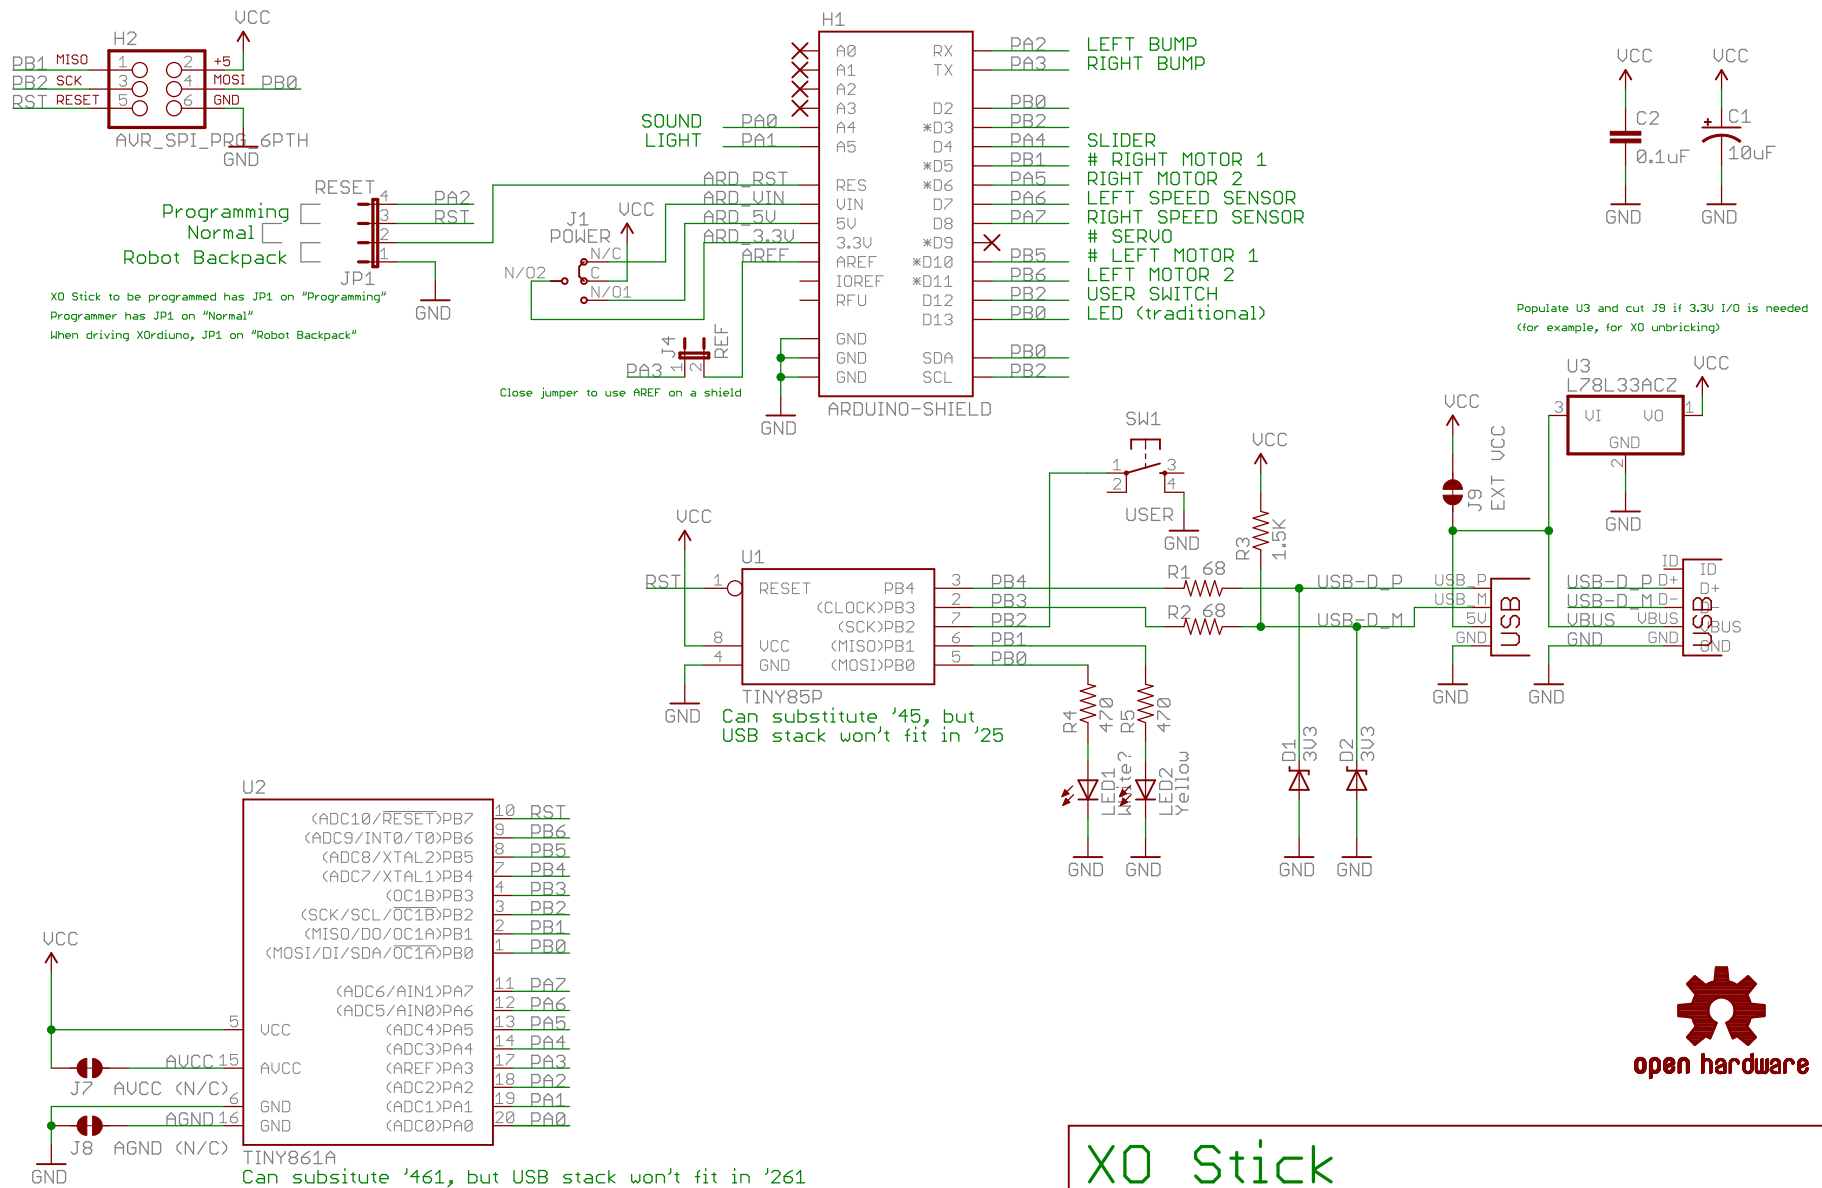 VCC
H2
PB1 MISO 1 2 +5
PB2 SCK 3 4 MOSI PB0
RST RESET 5 6 GND
AVR_SPI_PRG_6PTH
GND
RESET
Programming
Normal
Robot Backpack
4 PA2
3 RST
2
1
JP1
GND
XO Stick to be programmed has JP1 on "Programming"
Programmer has JP1 on "Normal"
When driving XOrdiuno, JP1 on "Robot Backpack"
J1
POWER
VCC
N/C
N/O2
C
N/O1
J4
REF
PA3 1 2
Close jumper to use AREF on a shield
H1
A0 RX PA2 LEFT BUMP
A1 TX PA3 RIGHT BUMP
A2
A3 D2 PB0
SOUND PA0 A4 *D3 PB2
LIGHT PA1 A5 D4 PA4 SLIDER
*D5 PB1 # RIGHT MOTOR 1
ARD_RST RES *D6 PA5 RIGHT MOTOR 2
ARD_VIN VIN D7 PA6 LEFT SPEED SENSOR
ARD_5V 5V D8 PA7 RIGHT SPEED SENSOR
ARD_3.3V 3.3V *D9 # SERVO
AREF AREF *D10 PB5 # LEFT MOTOR 1
IOREF *D11 PB6 LEFT MOTOR 2
RFU D12 PB2 USER SWITCH
D13 PB0 LED (traditional)
GND
GND SDA PB0
GND SCL PB2
ARDUINO-SHIELD
GND
VCC VCC
C2 C1
+
0.1uF 10uF
GND GND
Populate U3 and cut J9 if 3.3V I/O is needed
(for example, for XO unbricking)
U3
L78L33ACZ
VCC
3 VI VO 1
GND
2
GND
VCC
J9
EXT VCC
SW1
1 3
2 4
USER
GND
VCC
R3
1.5K
VCC
U1
RST 1 RESET PB4 3 PB4 R1 68 USB-D_P USB_P
(CLOCK)PB3 2 PB3 R2 68 USB_M
(SCK)PB2 7 PB2 USB-D_M 5V
8 VCC (MISO)PB1 6 PB1 GND
4 GND (MOSI)PB0 5 PB0
USB
GND
TINY85P
GND
Can substitute '45, but
USB stack won't fit in '25
ID ID
USB-D_P D+ D+
USB-D_M D- D-
VBUS VBUS VBUS
GND GND GND
USB
GND
R4
470
R5
470
LED1
White?
LED2
Yellow
D1
3V3
D2
3V3
GND GND GND GND
U2
(ADC10/RESET)PB7 10 RST
(ADC9/INT0/T0)PB6 9 PB6
(ADC8/XTAL2)PB5 8 PB5
(ADC7/XTAL1)PB4 7 PB4
(OC1B)PB3 4 PB3
(SCK/SCL/OC1B)PB2 3 PB2
(MISO/DO/OC1A)PB1 2 PB1
(MOSI/DI/SDA/OC1A)PB0 1 PB0
(ADC6/AIN1)PA7 11 PA7
(ADC5/AIN0)PA6 12 PA6
VCC
5 VCC (ADC4)PA5 13 PA5
(ADC3)PA4 14 PA4
AVCC 15 AVCC (AREF)PA3 17 PA3
J7 AVCC (N/C)
(ADC2)PA2 18 PA2
6 GND (ADC1)PA1 19 PA1
AGND 16 GND (ADC0)PA0 20 PA0
J8 AGND (N/C)
GND
TINY861A
Can subsitute '461, but USB stack won't fit in '261
open hardware
XO Stick